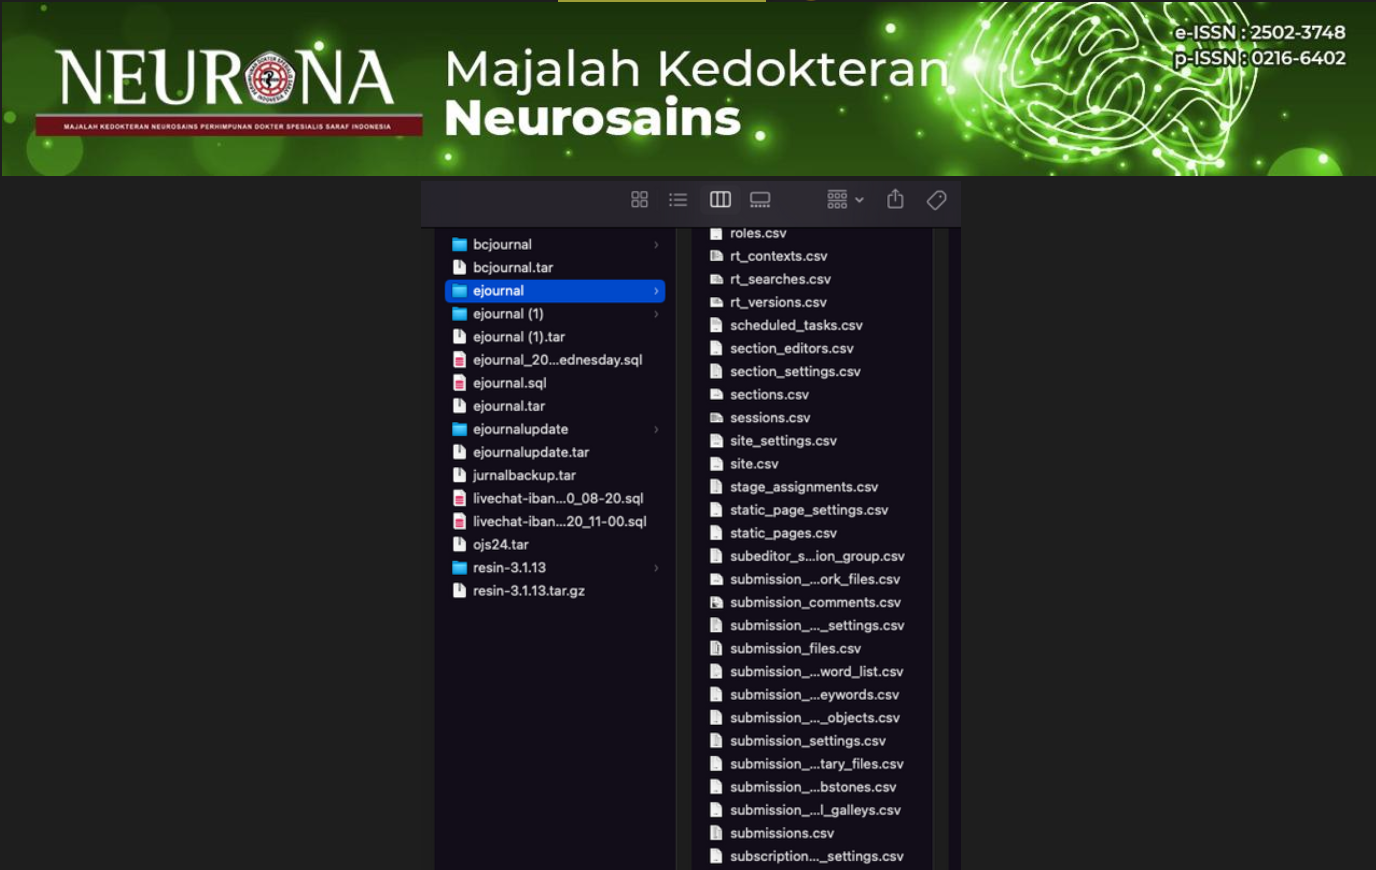 NEURONA
MAJALAH KEDOKTERAN NEUROSAINS PERHIMPUNAN DOKTER SPESIALIS SARAF INDONESIA
Majalah Kedokteran
Neurosains
e-ISSN : 2502-3748
p-ISSN : 0216-6402
bcjournal
bcjournal.tar
ejournal
ejournal (1)
ejournal (1).tar
ejournal_20...ednesday.sql
ejournal.sql
ejournal.tar
ejournalupdate
ejournalupdate.tar
jurnalbackup.tar
livechat-iban...0_08-20.sql
livechat-iban...20_11-00.sql
ojs24.tar
resin-3.1.13
resin-3.1.13.tar.gz
roles.csv
rt_contexts.csv
rt_searches.csv
rt_versions.csv
scheduled_tasks.csv
section_editors.csv
section_settings.csv
sections.csv
sessions.csv
site_settings.csv
site.csv
stage_assignments.csv
static_page_settings.csv
static_pages.csv
subeditor_s...ion_group.csv
submission_...ork_files.csv
submission_comments.csv
submission_..._settings.csv
submission_files.csv
submission_...word_list.csv
submission_...eywords.csv
submission_..._objects.csv
submission_settings.csv
submission_...tary_files.csv
submission_...bstones.csv
submission_...l_galleys.csv
submissions.csv
subscription..._settings.csv